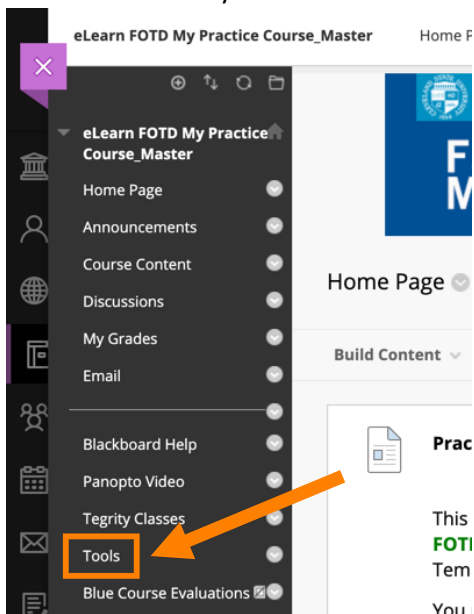 eLearn FOTD My Practice Course_Master Home P
eLearn FOTD My Practice
Course_Master
Home Page
Announcements
Course Content
Discussions
My Grades
Email
Blackboard Help
Panopto Video
Tegrity Classes
Tools
Blue Course Evaluations
F
M
Home Page
Build Content
Prac
This
FOT
Tem
You